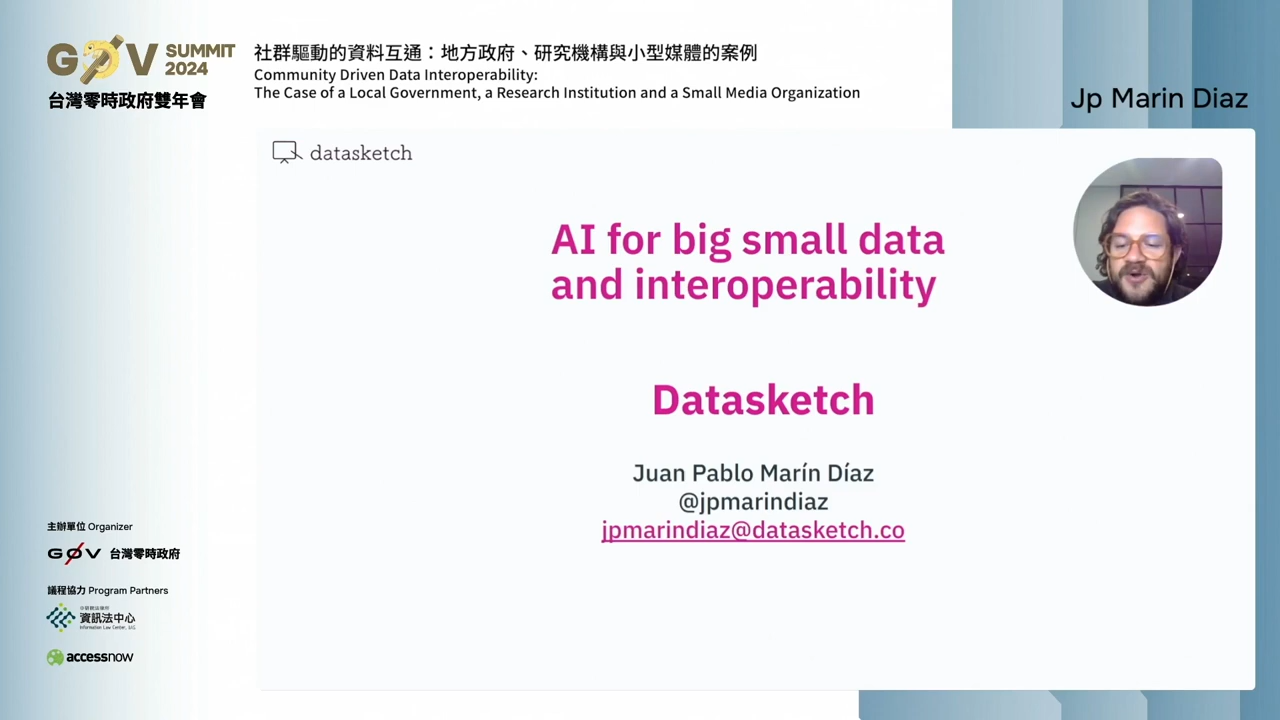 GØV SUMMIT 2024
台灣零時政府雙年會
社群驅動的資料互通：地方政府、研究機構與小型媒體的案例
Community Driven Data Interoperability:
The Case of a Local Government, a Research Institution and a Small Media Organization
Jp Marin Diaz
datasketch
AI for big small data
and interoperability
Datasketch
Juan Pablo Marín Díaz
@jpmarindiaz
jpmarindiaz@datasketch.co
主辦單位 Organizer
GØV 台灣零時政府
議程協力 Program Partners
資訊法中心
accessnow